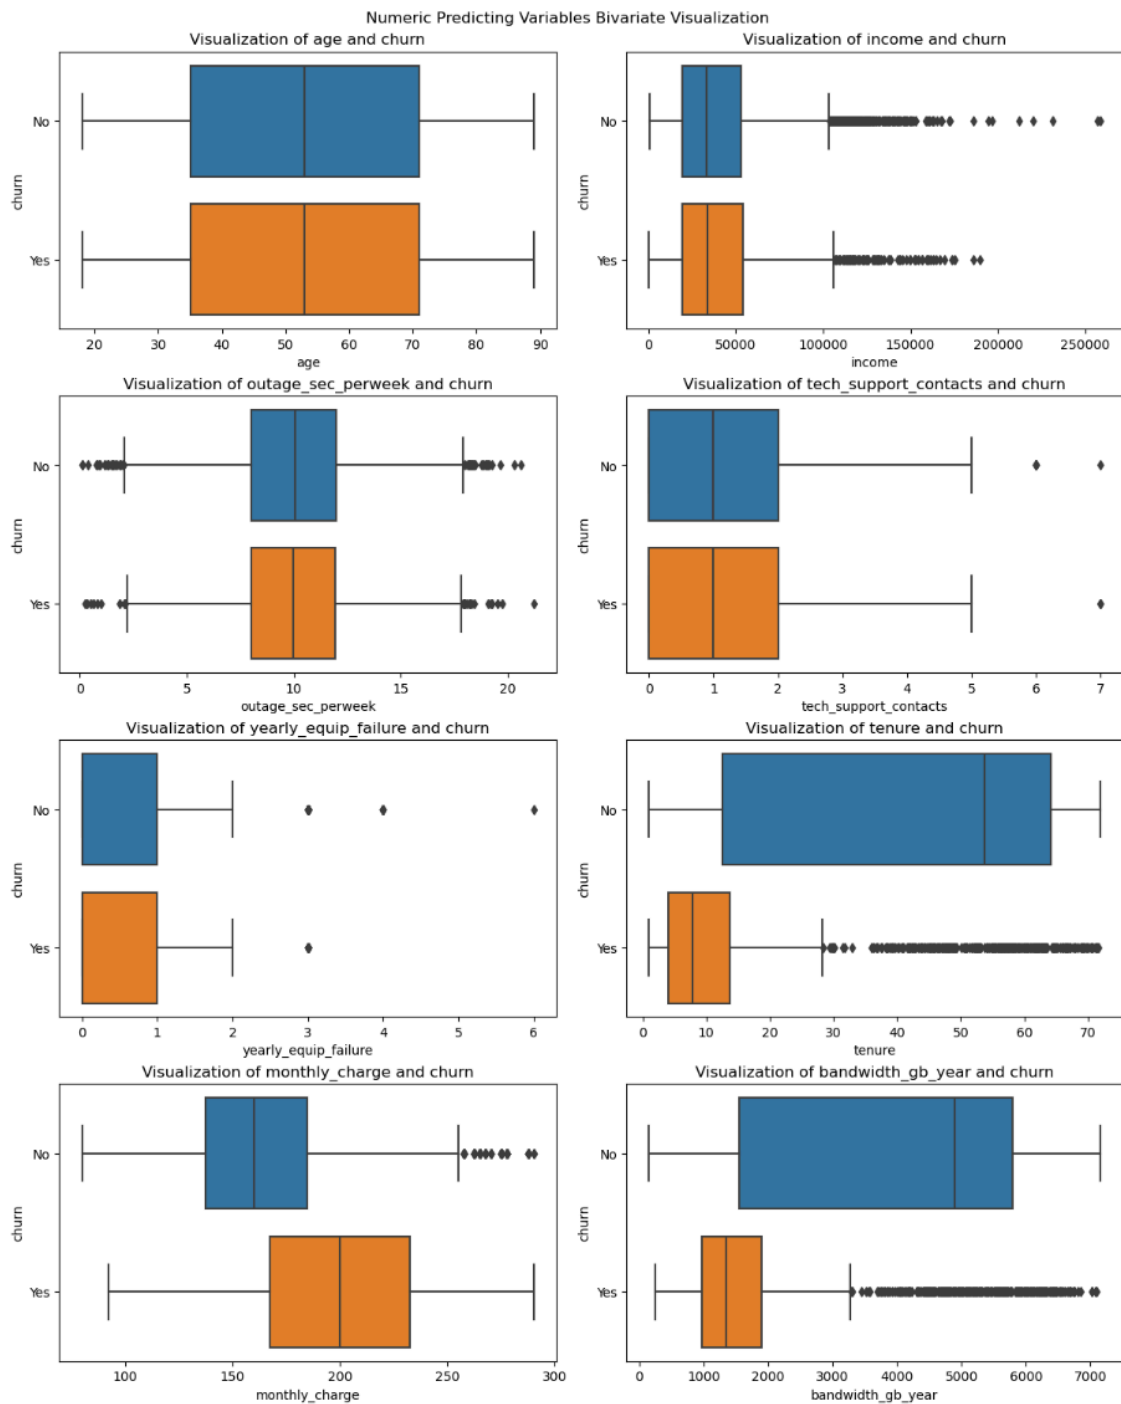 Numeric Predicting Variables Bivariate Visualization
Visualization of age and churn
No
Yes
churn
20 30 40 50 60 70 80 90
age
Visualization of income and churn
No
Yes
churn
0 50000 100000 150000 200000 250000
income
Visualization of outage_sec_perweek and churn
No
Yes
churn
0 5 10 15 20
outage_sec_perweek
Visualization of tech_support_contacts and churn
No
Yes
churn
0 1 2 3 4 5 6 7
tech_support_contacts
Visualization of yearly_equip_failure and churn
No
Yes
churn
0 1 2 3 4 5 6
yearly_equip_failure
Visualization of tenure and churn
No
Yes
churn
0 10 20 30 40 50 60 70
tenure
Visualization of monthly_charge and churn
No
Yes
churn
100 150 200 250 300
monthly_charge
Visualization of bandwidth_gb_year and churn
No
Yes
churn
0 1000 2000 3000 4000 5000 6000 7000
bandwidth_gb_year